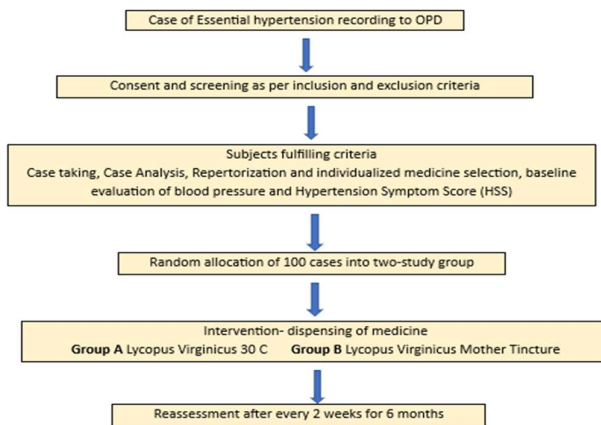 Case of Essential hypertension recording to OPD
Consent and screening as per inclusion and exclusion criteria
Subjects fulfilling criteria
Case taking, Case Analysis, Repertorization and individualized medicine selection, baseline
evaluation of blood pressure and Hypertension Symptom Score (HSS)
Random allocation of 100 cases into two-study group
Intervention- dispensing of medicine
Group A Lycopus Virginicus 30 C Group B Lycopus Virginicus Mother Tincture
Reassessment after every 2 weeks for 6 months